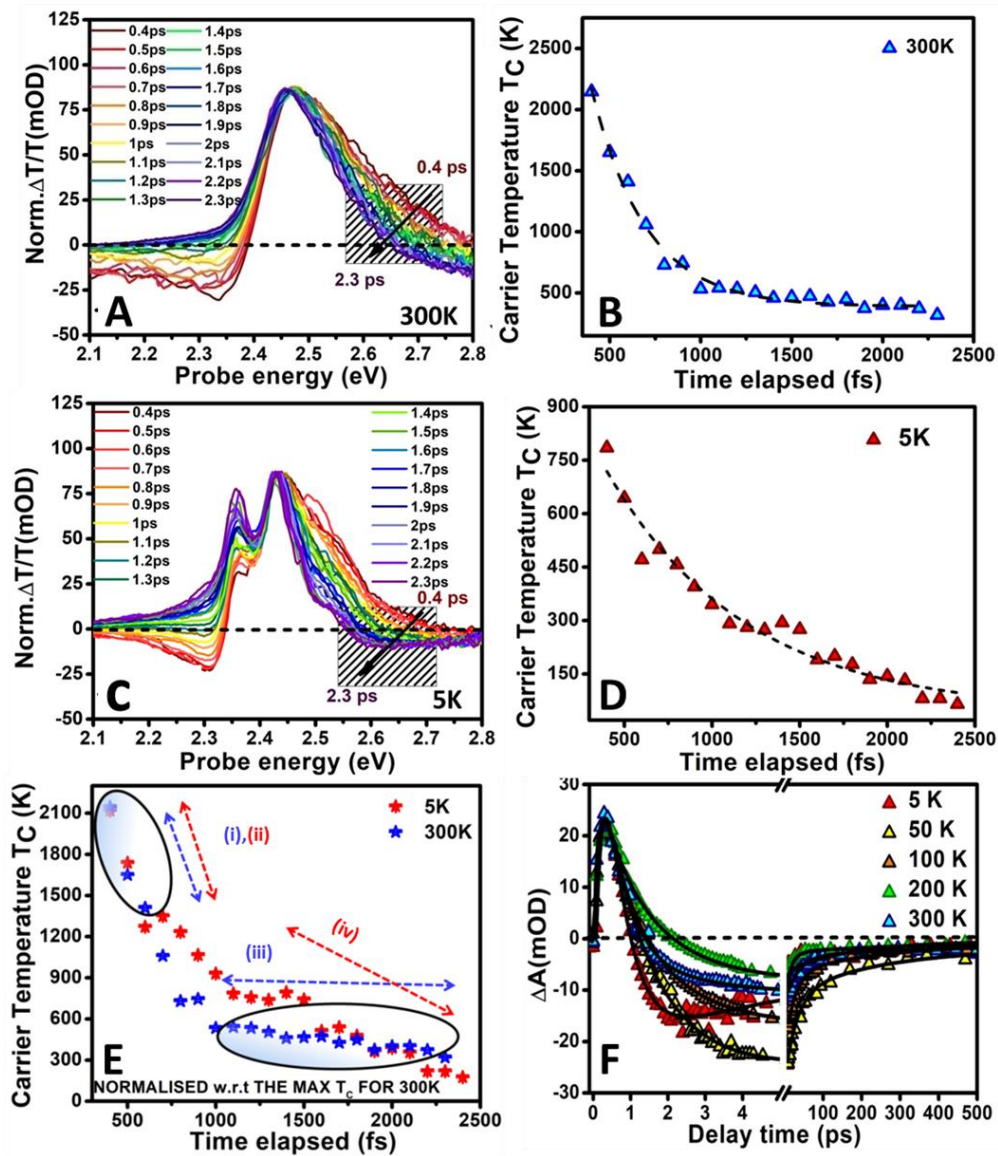 125
100
75
50
25
0
-25
-50
Norm.ΔT/T(mOD)
0.4ps 1.4ps
0.5ps 1.5ps
0.6ps 1.6ps
0.7ps 1.7ps
0.8ps 1.8ps
0.9ps 1.9ps
1ps 2ps
1.1ps 2.1ps
1.2ps 2.2ps
1.3ps 2.3ps
0.4 ps
2.3 ps
A
300K
2.1 2.2 2.3 2.4 2.5 2.6 2.7 2.8
Probe energy (eV)
2500
2000
1500
1000
500
Carrier Temperature TC (K)
300K
B
500 1000 1500 2000 2500
Time elapsed (fs)
125
100
75
50
25
0
-25
-50
Norm.ΔT/T(mOD)
0.4ps 1.4ps
0.5ps 1.5ps
0.6ps 1.6ps
0.7ps 1.7ps
0.8ps 1.8ps
0.9ps 1.9ps
1ps 2ps
1.1ps 2.1ps
1.2ps 2.2ps
1.3ps 2.3ps
0.4 ps
2.3 ps
C
5K
2.1 2.2 2.3 2.4 2.5 2.6 2.7 2.8
Probe energy (eV)
900
750
600
450
300
150
Carrier Temperature TC (K)
5K
D
500 1000 1500 2000 2500
Time elapsed (fs)
2100
1800
1500
1200
900
600
300
0
Carrier Temperature TC (K)
5K
300K
(i),(ii)
(iii)
(iv)
E
NORMALISED w.r.t THE MAX TC FOR 300K
500 1000 1500 2000 2500
Time elapsed (fs)
30
20
10
0
-10
-20
-30
ΔA(mOD)
5 K
50 K
100 K
200 K
300 K
F
0 1 2 3 4 100 200 300 400 500
Delay time (ps)